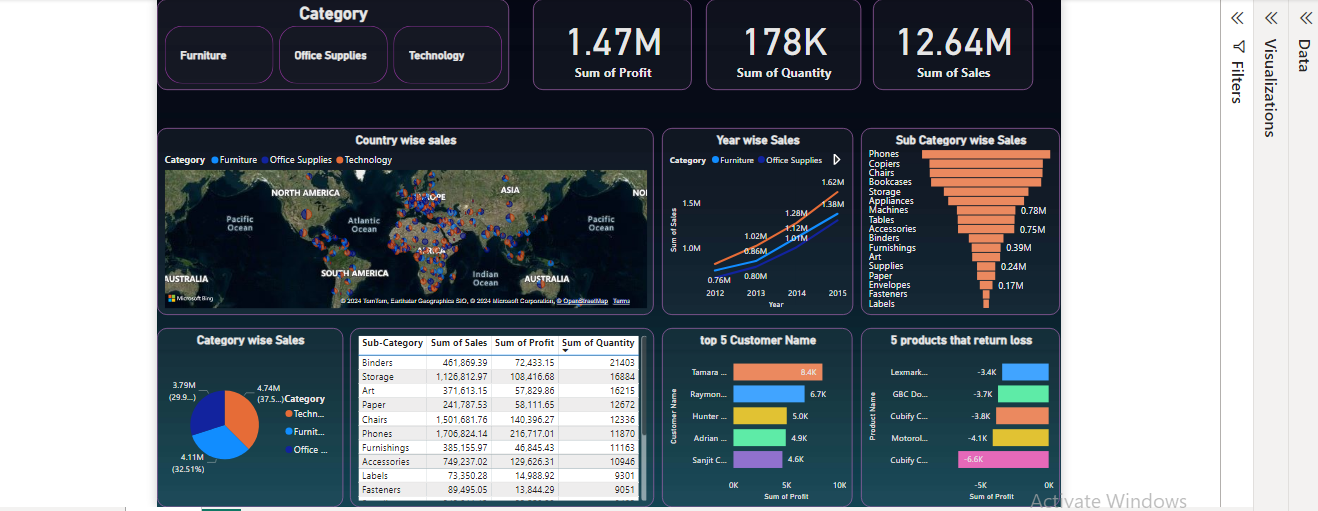 Category
Furniture
Office Supplies
Technology
1.47M
Sum of Profit
178K
Sum of Quantity
12.64M
Sum of Sales
Filters
Visualizations
Data
Country wise sales
Category Furniture Office Supplies Technology
NORTH AMERICA
ASIA
NO
Pacific
Ocean
Atlantic
Ocean
Pacific
Ocean
AFRICA
SOUTH AMERICA
Indian
Ocean
AUSTRALIA
AUSTRALIA
Microsoft Bing
© 2024 TomTom, Earthstar Geographics SIO, © 2024 Microsoft Corporation, © OpenStreetMap Terms
Year wise Sales
Category Furniture Office Supplies
Sum of Sales
1.5M
1.0M
1.62M
1.38M
1.28M
1.12M
1.01M
1.02M
0.86M
0.80M
0.76M
2012 2013 2014 2015
Year
Sub Category wise Sales
Phones
Copiers
Chairs
Bookcases
Storage
Appliances
Machines 0.78M
Tables
Accessories 0.75M
Binders
Furnishings 0.39M
Art
Supplies 0.24M
Paper
Envelopes 0.17M
Fasteners
Labels
Category wise Sales
3.79M
(29.9...)
4.74M
(37.5...)
4.11M
(32.51%)
Category
Techn...
Furnit...
Office ...
Sub-Category Sum of Sales Sum of Profit Sum of Quantity
Binders 461,869.39 72,433.15 21403
Storage 1,126,812.97 108,416.68 16884
Art 371,613.15 57,829.86 16215
Paper 241,787.53 58,111.65 12672
Chairs 1,501,681.76 140,396.27 12336
Phones 1,706,824.14 216,717.01 11870
Furnishings 385,155.97 46,845.43 11163
Accessories 749,237.02 129,626.31 10946
Labels 73,350.28 14,988.92 9301
Fasteners 89,495.05 13,844.29 9051
top 5 Customer Name
Customer Name
Tamara ... 8.4K
Raymon... 6.7K
Hunter ... 5.0K
Adrian ... 4.9K
Sanjit C... 4.6K
0K 5K 10K
Sum of Profit
5 products that return loss
Product Name
Lexmark... -3.4K
GBC Do... -3.7K
Cubify C... -3.8K
Motorol... -4.1K
Cubify C... -6.6K
-5K 0K
Sum of Profit
Activate Windows